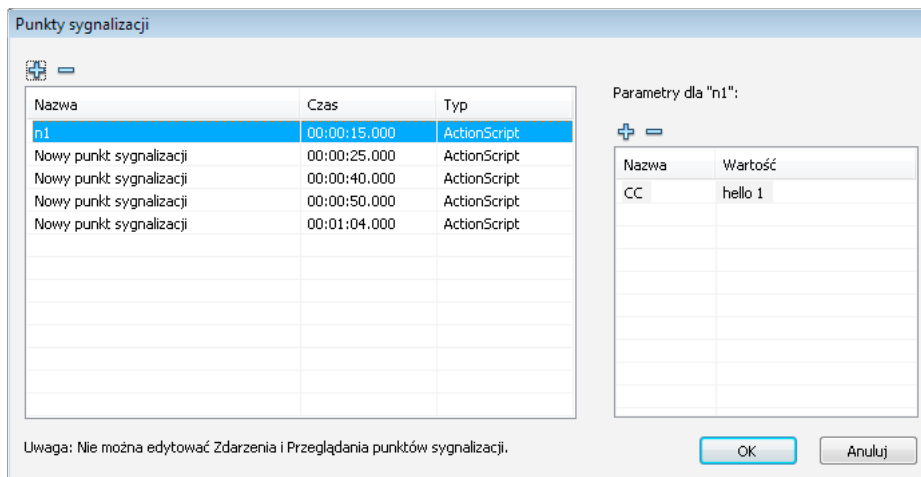 Punkty sygnalizacji
Nazwa Czas Typ
n1 00:00:15.000 ActionScript
Nowy punkt sygnalizacji 00:00:25.000 ActionScript
Nowy punkt sygnalizacji 00:00:40.000 ActionScript
Nowy punkt sygnalizacji 00:00:50.000 ActionScript
Nowy punkt sygnalizacji 00:01:04.000 ActionScript
Parametry dla "n1":
Nazwa Wartość
CC hello 1
Uwaga: Nie można edytować Zdarzenia i Przeglądania punktów sygnalizacji.
OK Anuluj